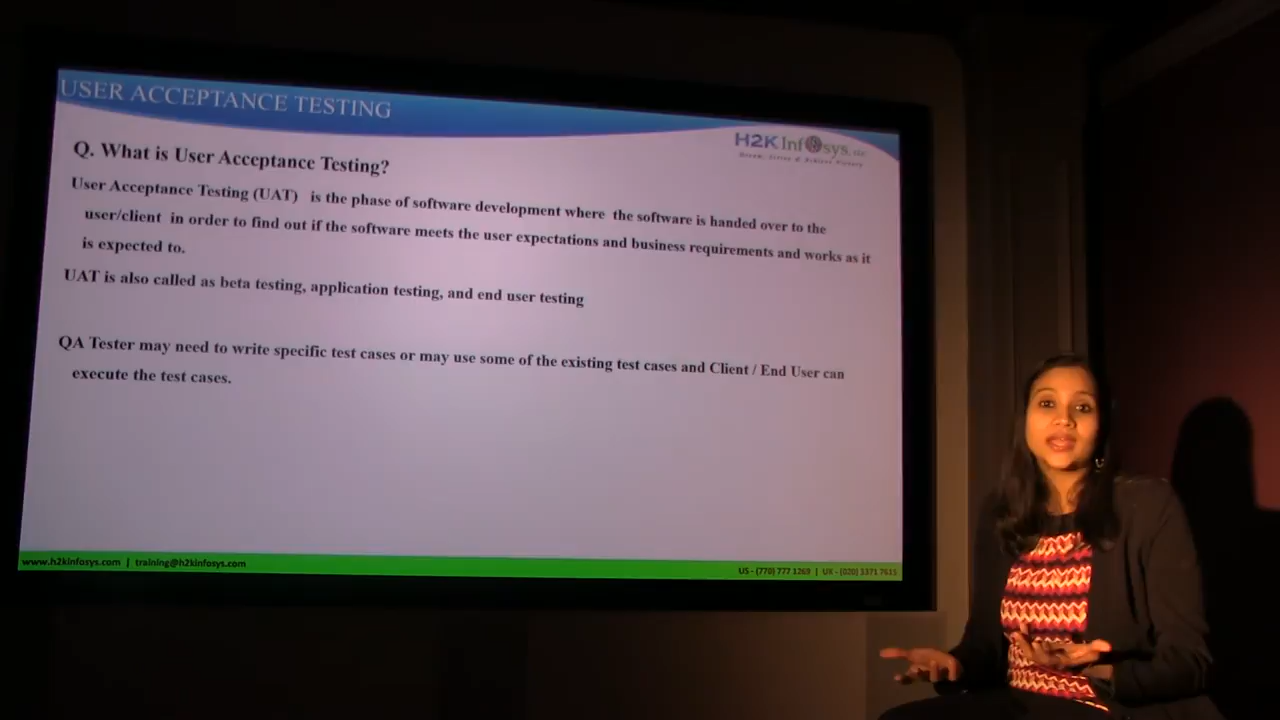 USER ACCEPTANCE TESTING
H2K Infosys, LLC
Q. What is User Acceptance Testing?
User Acceptance Testing (UAT) is the phase of software development where the software is handed over to the
user/client in order to find out if the software meets the user expectations and business requirements and works as it
is expected to.
UAT is also called as beta testing, application testing, and end user testing
QA Tester may need to write specific test cases or may use some of the existing test cases and Client / End User can
execute the test cases.
www.h2kinfosys.com | training@h2kinfosys.com
US - (770) 777 1269 | UK - (020) 3371 7615